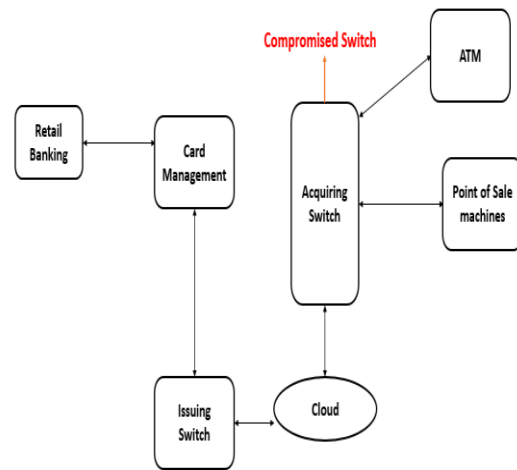 Compromised Switch
ATM
Retail
Banking
Card
Management
Acquiring
Switch
Point of Sale
machines
Issuing
Switch
Cloud